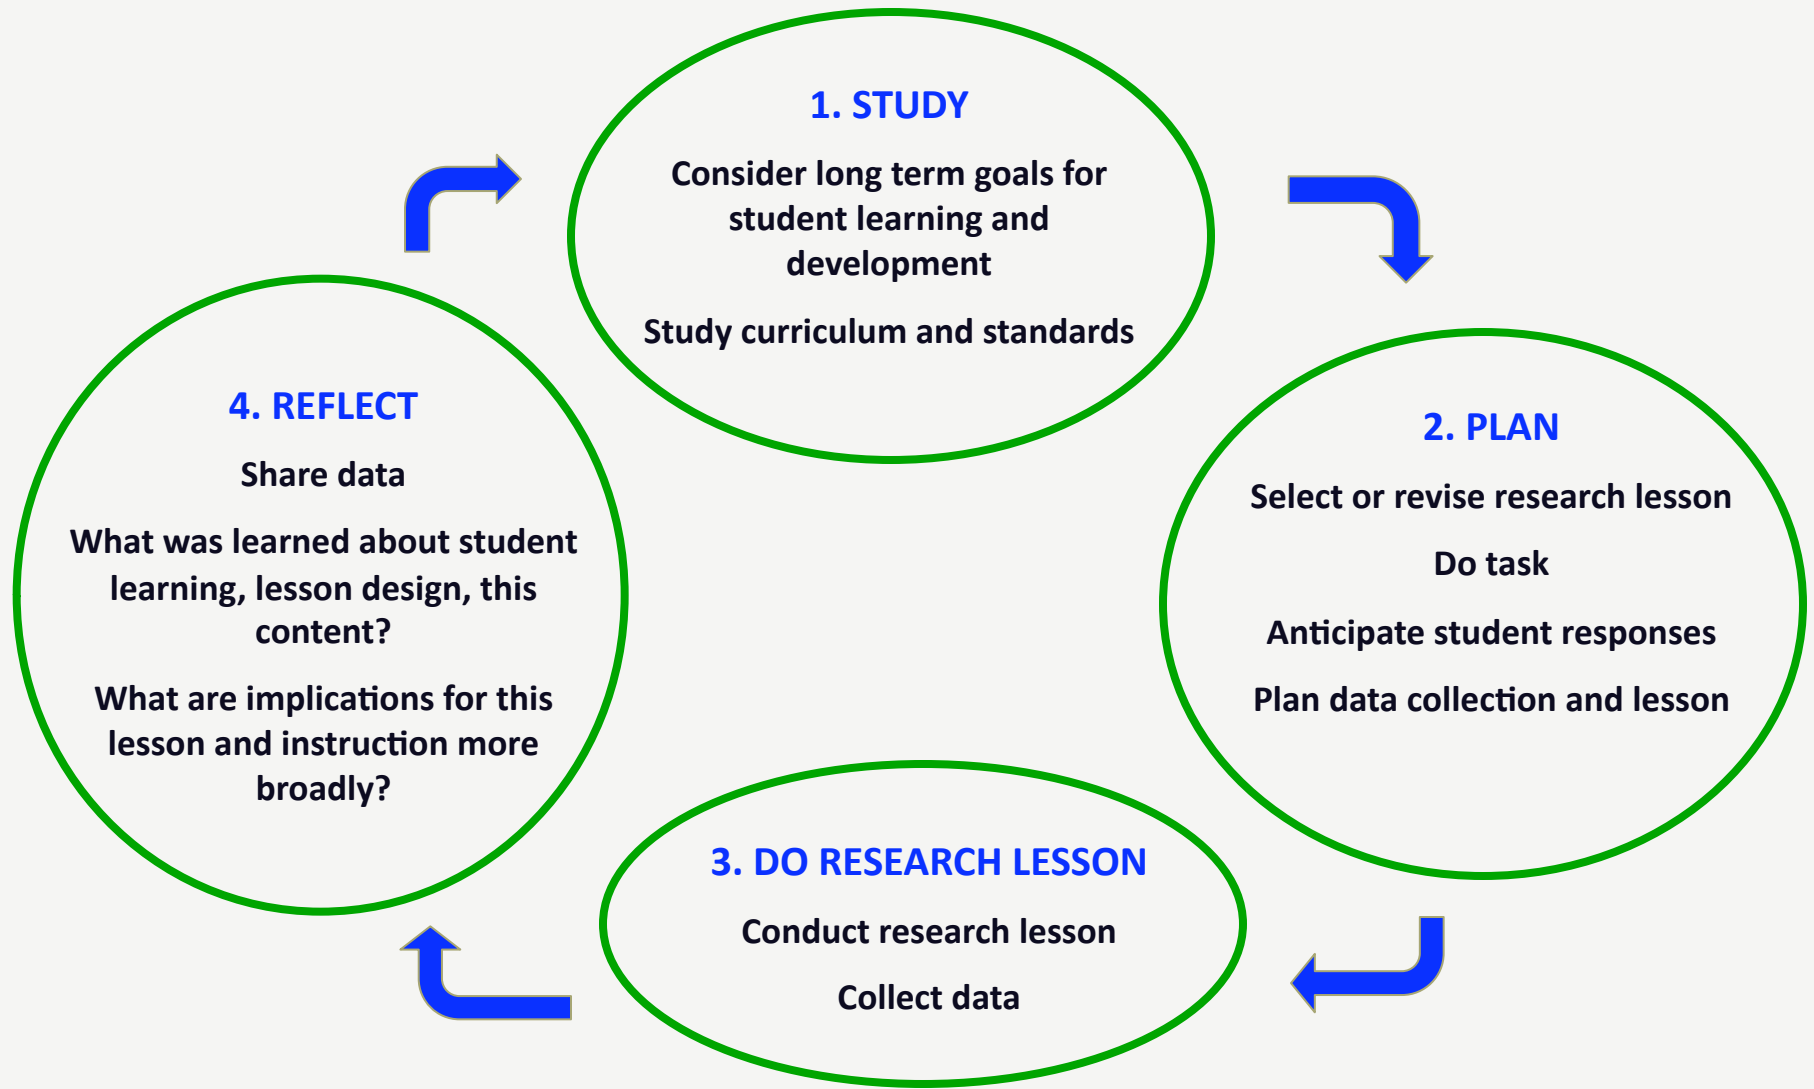 1. STUDY
Consider long term goals for
student learning and
development
Study curriculum and standards
2. PLAN
Select or revise research lesson
Do task
Anticipate student responses
Plan data collection and lesson
3. DO RESEARCH LESSON
Conduct research lesson
Collect data
4. REFLECT
Share data
What was learned about student
learning, lesson design, this
content?
What are implications for this
lesson and instruction more
broadly?